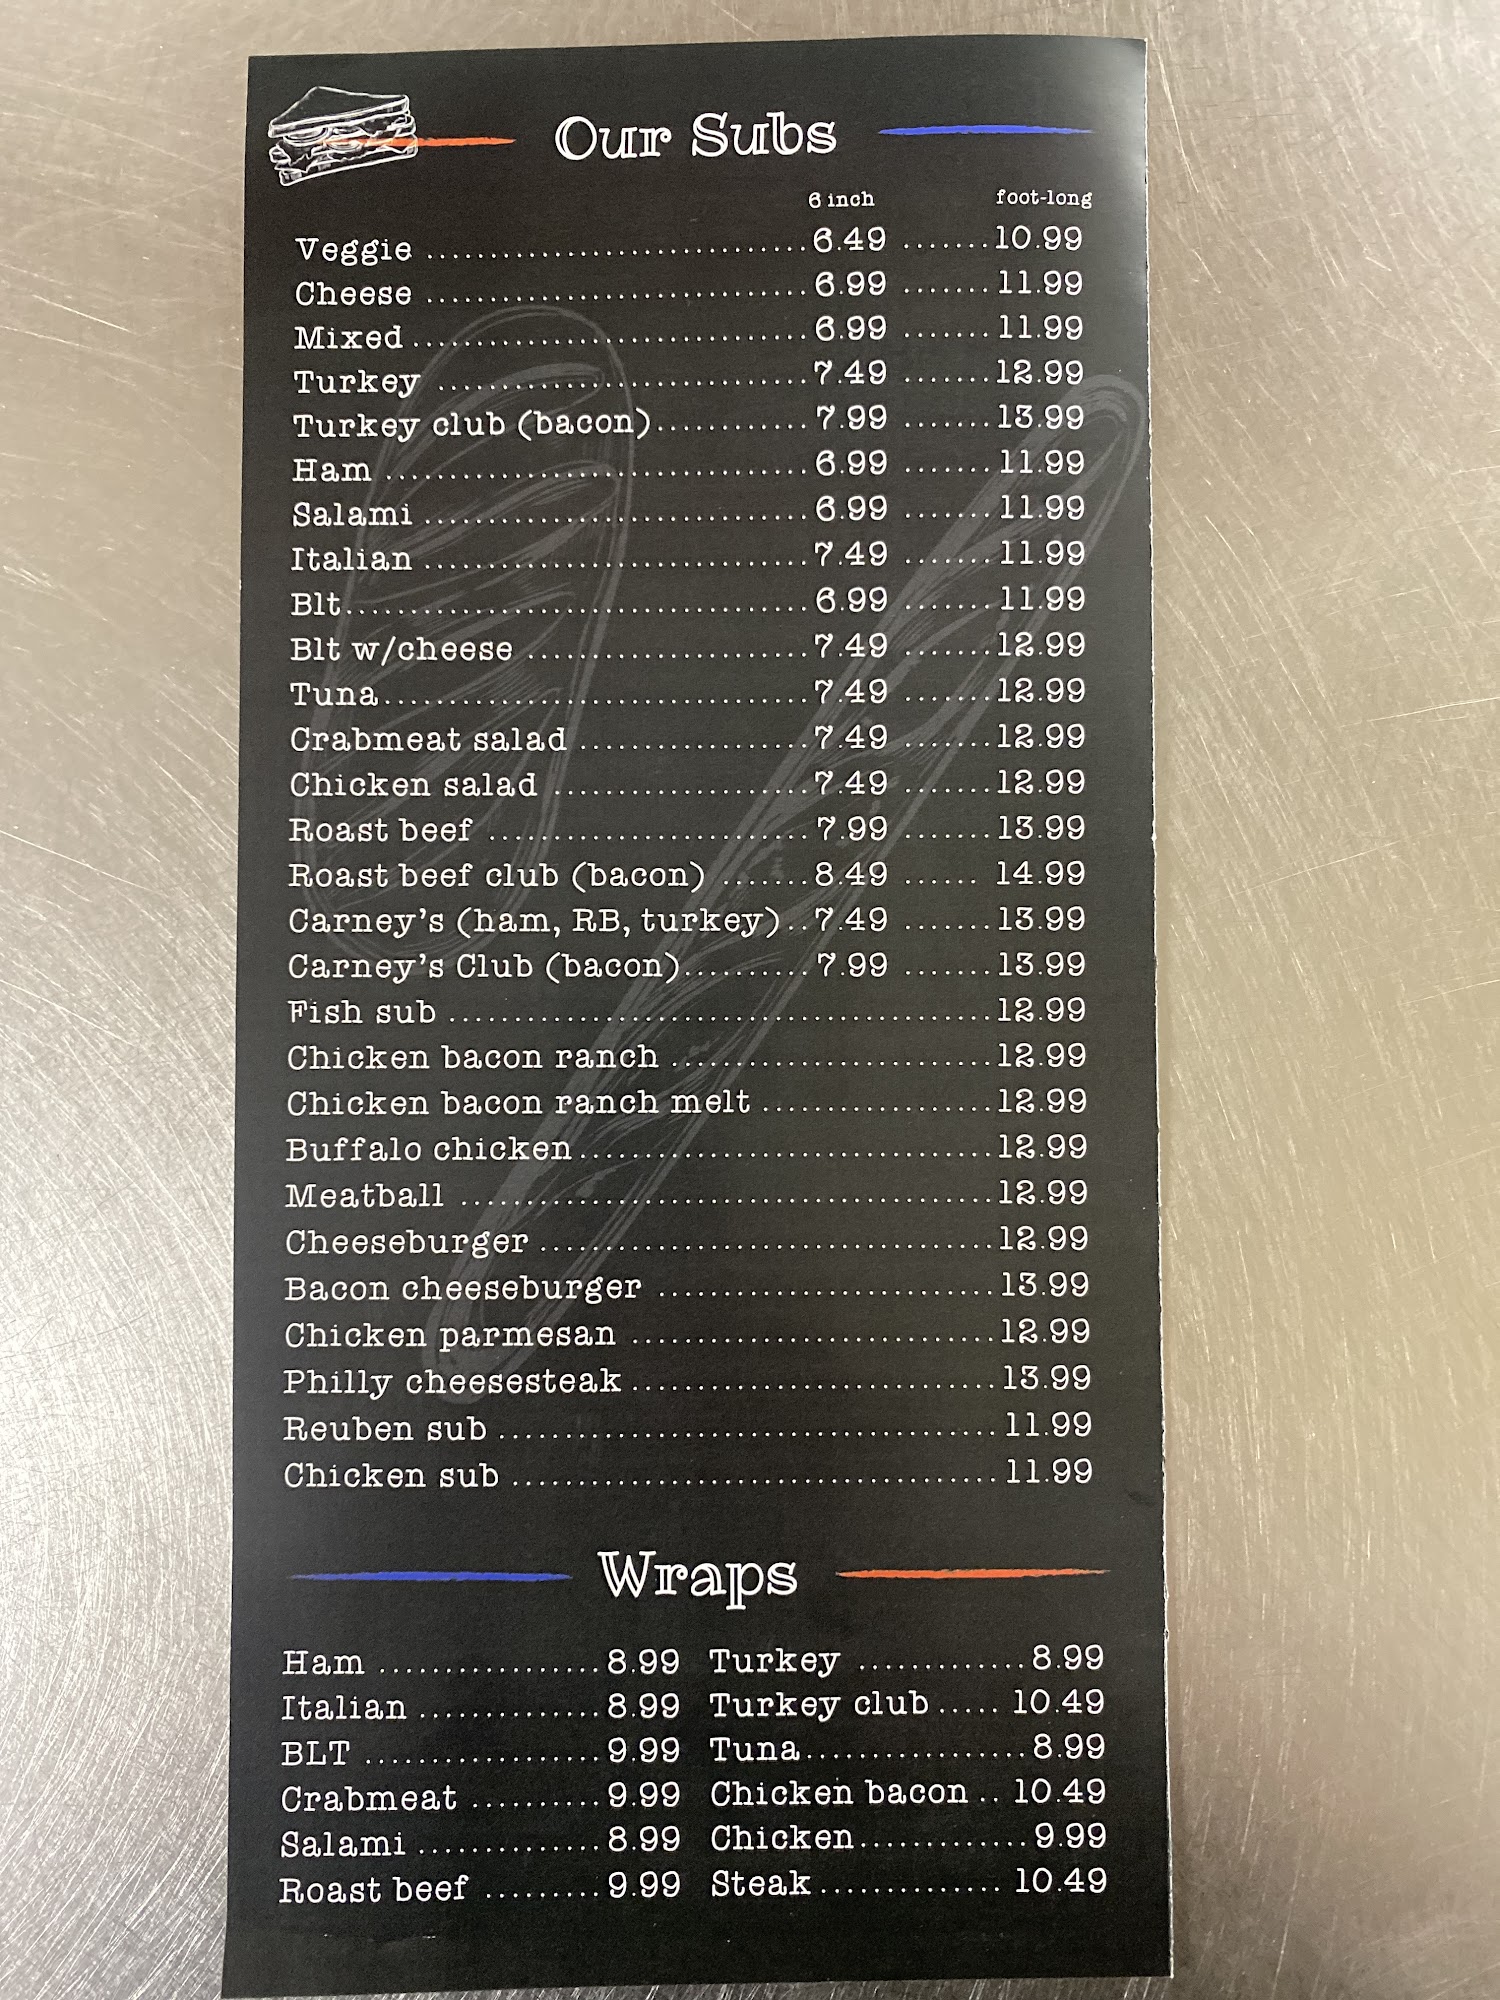 Our Subs
6 inch foot-long
Veggie ..............................6.49 .......10.99
Cheese ..............................6.99 .......11.99
Mixed ...............................6.99 .......11.99
Turkey .............................7.49 .......12.99
Turkey club (bacon)............7.99 .......13.99
Ham .................................6.99 .......11.99
Salami ..............................6.99 .......11.99
Italian ..............................7.49 .......11.99
Blt....................................6.99 .......11.99
Blt w/cheese ......................7.49 .......12.99
Tuna.................................7.49 .......12.99
Crabmeat salad ..................7.49 .......12.99
Chicken salad ....................7.49 .......12.99
Roast beef .........................7.99 .......13.99
Roast beef club (bacon) .......8.49 ...... 14.99
Carney's (ham, RB, turkey)..7.49 .......13.99
Carney's Club (bacon)..........7.99 .......13.99
Fish sub ...........................................12.99
Chicken bacon ranch .........................12.99
Chicken bacon ranch melt ..................12.99
Buffalo chicken................................12.99
Meatball ..........................................12.99
Cheeseburger ...................................12.99
Bacon cheeseburger ..........................13.99
Chicken parmesan ............................12.99
Philly cheesesteak ............................13.99
Reuben sub ....................................... 11.99
Chicken sub ...................................... 11.99
Wraps
Ham .................8.99 Turkey .............8.99
Italian ..............8.99 Turkey club ..... 10.49
BLT ..................9.99 Tuna.................8.99
Crabmeat ..........9.99 Chicken bacon .. 10.49
Salami ..............8.99 Chicken.............9.99
Roast beef .........9.99 Steak .............. 10.49